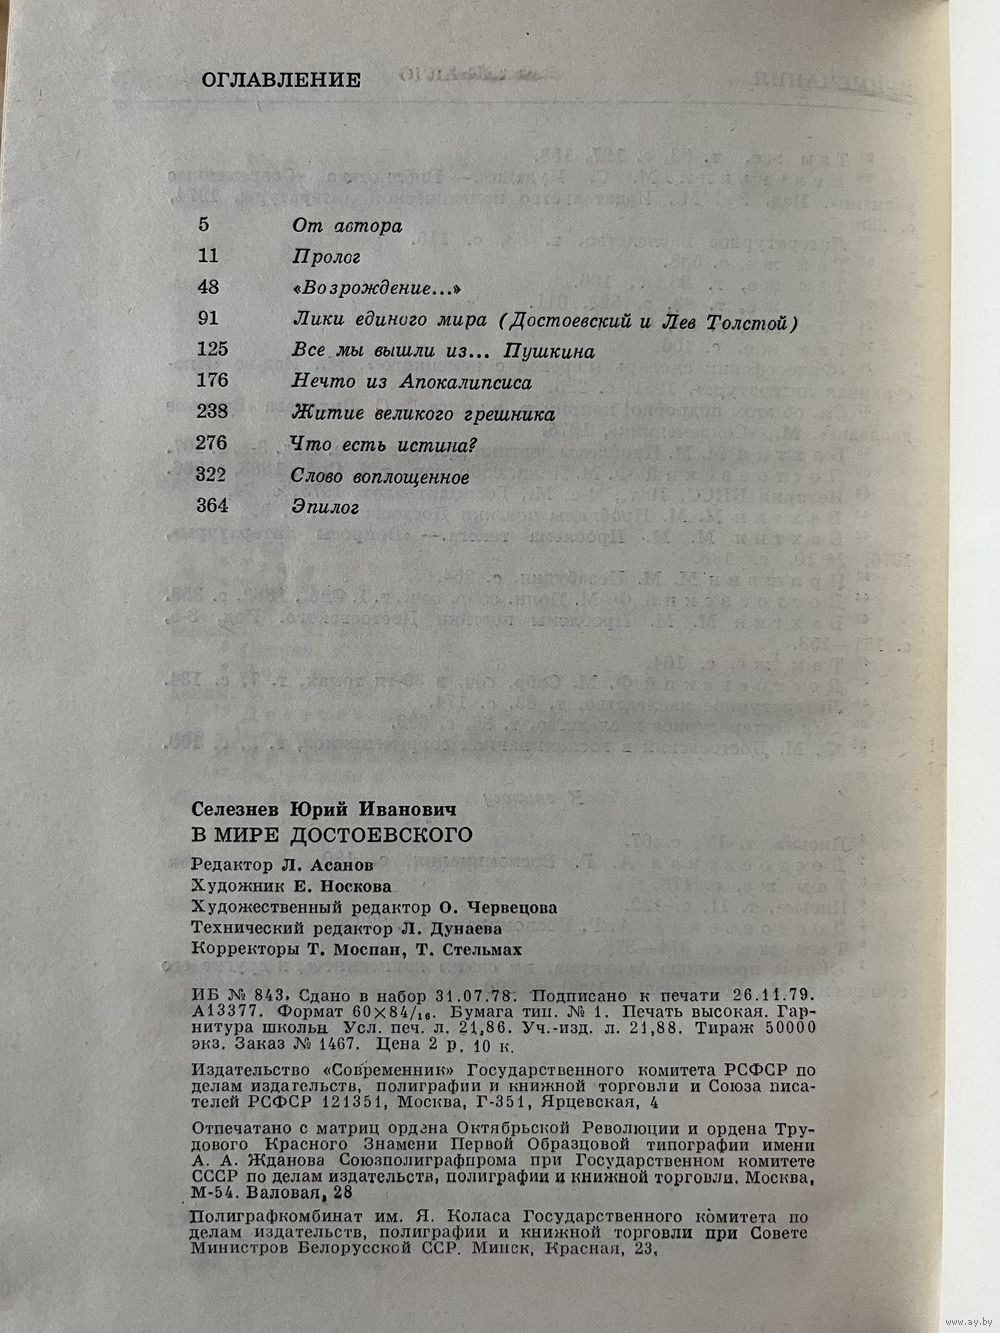 ОГЛАВЛЕНИЕ
5 От автора
11 Пролог
48 «Возрождение...»
91 Лики единого мира (Достоевский и Лев Толстой)
125 Все мы вышли из... Пушкина
176 Нечто из Апокалипсиса
238 Житие великого грешника
276 Что есть истина?
322 Слово воплощенное
364 Эпилог
Селезнев Юрий Иванович
В МИРЕ ДОСТОЕВСКОГО
Редактор Л. Асанов
Художник Е. Носкова
Художественный редактор О. Червецова
Технический редактор Л. Дунаева
Корректоры Т. Моспан, Т. Стельмах
ИБ № 843. Сдано в набор 31.07.78. Подписано к печати 26.11.79.
А13377. Формат 60×84/16. Бумага тип. № 1. Печать высокая. Гар-
нитура школьн Усл. печ. л. 21,86. Уч.-изд. л. 21,88. Тираж 50000
экз. Заказ № 1467. Цена 2 р. 10 к.
Издательство «Современник» Государственного комитета РСФСР по
делам издательств, полиграфии и книжной торговли и Союза писа-
телей РСФСР 121351, Москва, Г-351, Ярцевская, 4
Отпечатано с матриц ордена Октябрьской Революции и ордена Тру-
дового Красного Знамени Первой Образцовой типографии имени
А. А. Жданова Союзполиграфпрома при Государственном комитете
СССР по делам издательств, полиграфии и книжной торговли. Москва,
М-54. Валовая, 28
Полиграфкомбинат им. Я. Коласа Государственного комитета по
делам издательств, полиграфии и книжной торговли при Совете
Министров Белорусской ССР. Минск, Красная, 23,
www.ay.by